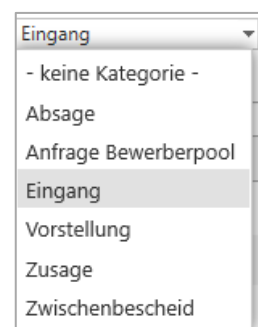 Eingang
- keine Kategorie -
Absage
Anfrage Bewerberpool
Eingang
Vorstellung
Zusage
Zwischenbescheid